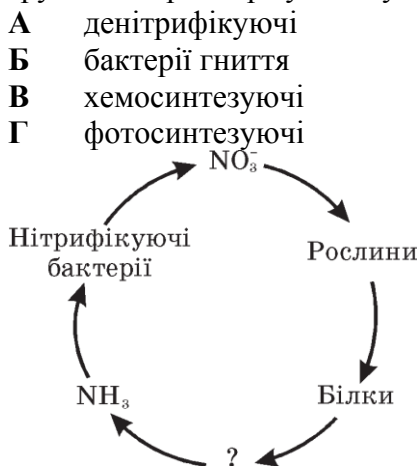 А денітрифікуючі
Б бактерії гниття
В хемосинтезуючі
Г фотосинтезуючі
NO₃⁻
Нітрифікуючі
бактерії
Рослини
NH₃
Білки
?